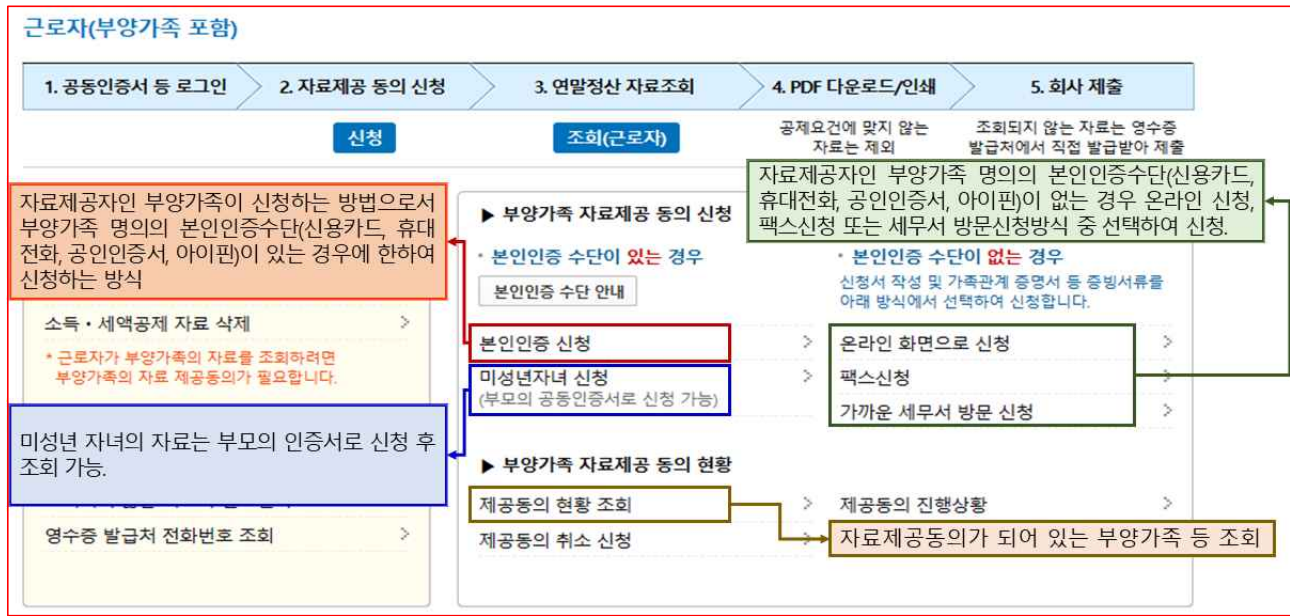 근로자(부양가족 포함)
1. 공동인증서 등 로그인
2. 자료제공 동의 신청
3. 연말정산 자료조회
4. PDF 다운로드/인쇄
5. 회사 제출
신청
조회(근로자)
공제요건에 맞지 않는
자료는 제외
조회되지 않는 자료는 영수증
발급처에서 직접 발급받아 제출
자료제공자인 부양가족이 신청하는 방법으로서
부양가족 명의의 본인인증수단(신용카드, 휴대
전화, 공인인증서, 아이핀)이 있는 경우에 한하여
신청하는 방식
소득・세액공제 자료 삭제 >
* 근로자가 부양가족의 자료를 조회하려면
부양가족의 자료 제공동의가 필요합니다.
미성년 자녀의 자료는 부모의 인증서로 신청 후
조회 가능.
영수증 발급처 전화번호 조회 >
▶ 부양가족 자료제공 동의 신청
・본인인증 수단이 있는 경우
본인인증 수단 안내
본인인증 신청 >
미성년자녀 신청 >
(부모의 공동인증서로 신청 가능)
자료제공자인 부양가족 명의의 본인인증수단(신용카드,
휴대전화, 공인인증서, 아이핀)이 없는 경우 온라인 신청,
팩스신청 또는 세무서 방문신청방식 중 선택하여 신청.
・본인인증 수단이 없는 경우
신청서 작성 및 가족관계 증명서 등 증빙서류를
아래 방식에서 선택하여 신청합니다.
온라인 화면으로 신청 >
팩스신청 >
가까운 세무서 방문 신청 >
▶ 부양가족 자료제공 동의 현황
제공동의 현황 조회 >
제공동의 진행상황 >
제공동의 취소 신청 >
자료제공동의가 되어 있는 부양가족 등 조회